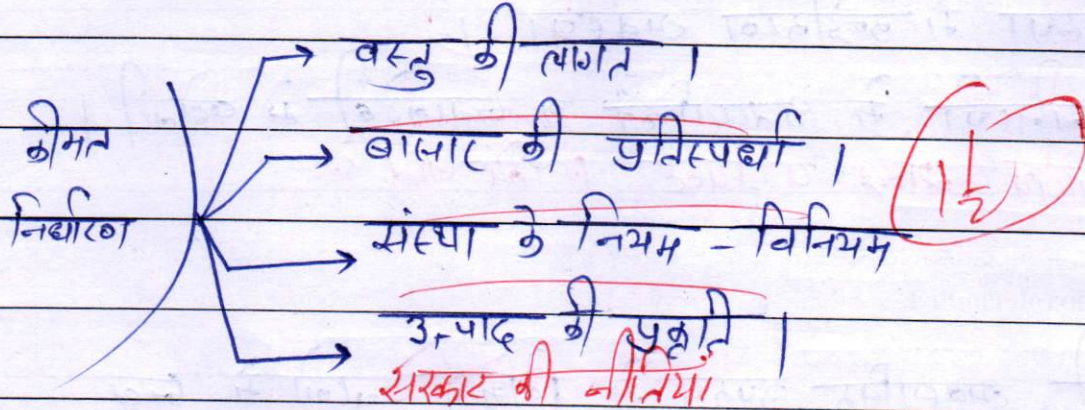 वस्तु की लागत ।
कीमत
बाजार की प्रतिस्पर्धा ।
1½
निर्धारण
संस्था के नियम - विनियम
उत्पाद की प्रकृति ।
सरकार की नीतियां